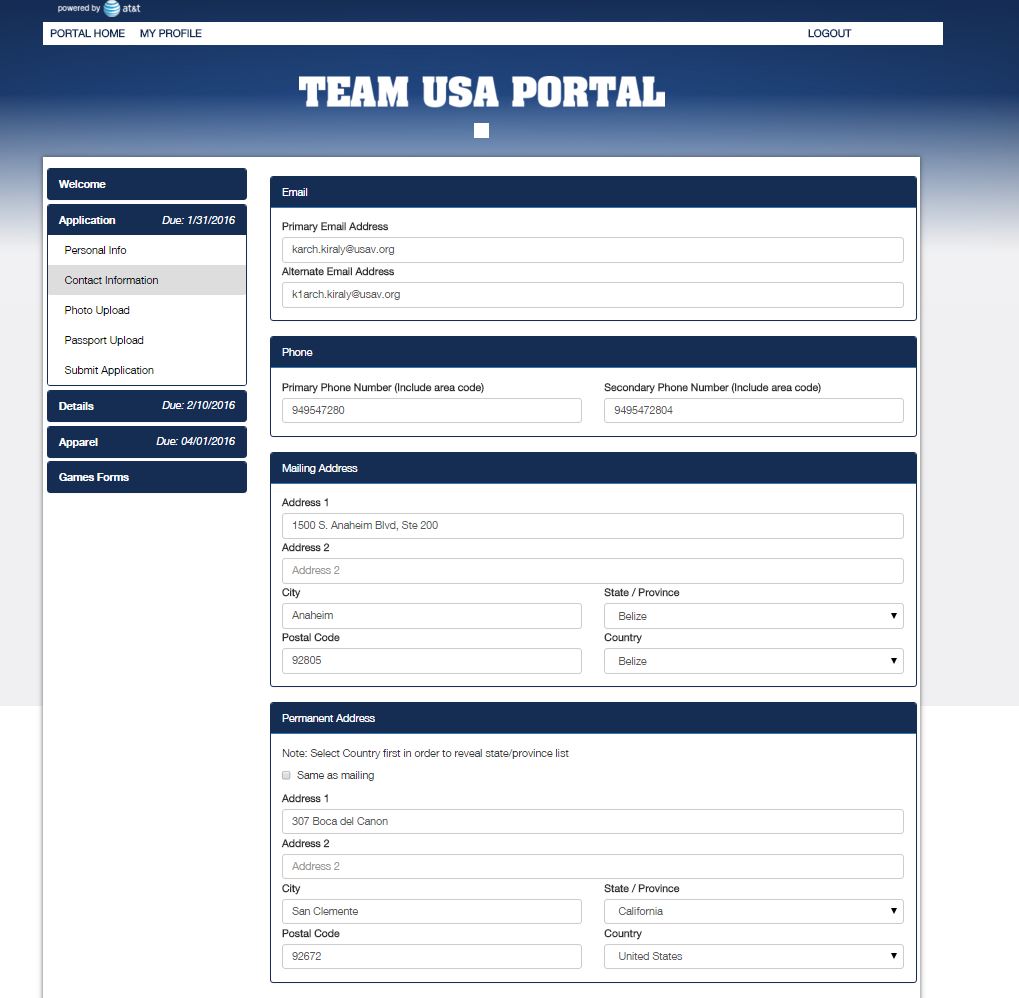 powered by at&t
PORTAL HOME MY PROFILE LOGOUT
TEAM USA PORTAL
Welcome
Application Due: 1/31/2016
Personal Info
Contact Information
Photo Upload
Passport Upload
Submit Application
Details Due: 2/10/2016
Apparel Due: 04/01/2016
Games Forms
Email
Primary Email Address
karch.kiraly@usav.org
Alternate Email Address
k1arch.kiraly@usav.org
Phone
Primary Phone Number (Include area code) Secondary Phone Number (Include area code)
949547280 9495472804
Mailing Address
Address 1
1500 S. Anaheim Blvd, Ste 200
Address 2
Address 2
City State / Province
Anaheim Belize
Postal Code Country
92805 Belize
Permanent Address
Note: Select Country first in order to reveal state/province list
Same as mailing
Address 1
307 Boca del Canon
Address 2
Address 2
City State / Province
San Clemente California
Postal Code Country
92672 United States